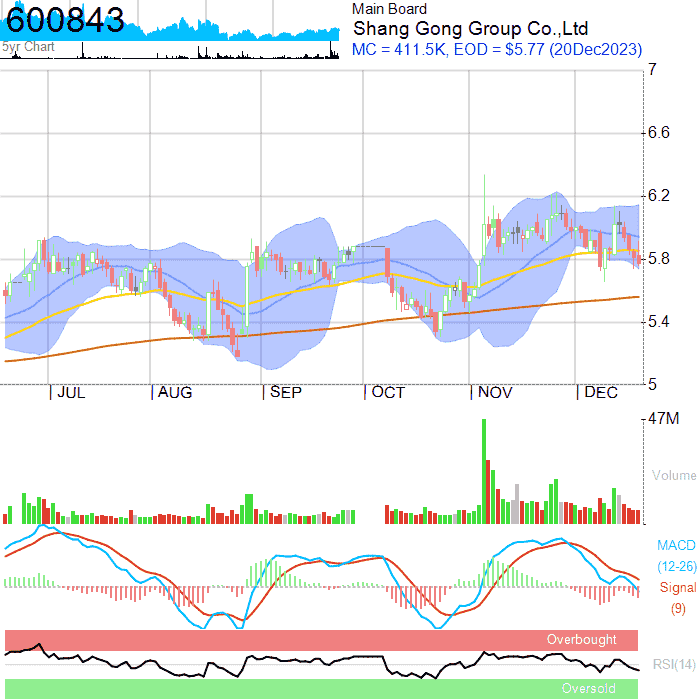 600843
5yr Chart
Main Board
Shang Gong Group Co.,Ltd
MC = 411.5K, EOD = $5.77 (20Dec2023)
7
6.6
6.2
5.8
5.4
5
JUL
AUG
SEP
OCT
NOV
DEC
47M
Volume
MACD
(12-26)
Signal
(9)
Overbought
RSI(14)
Oversold